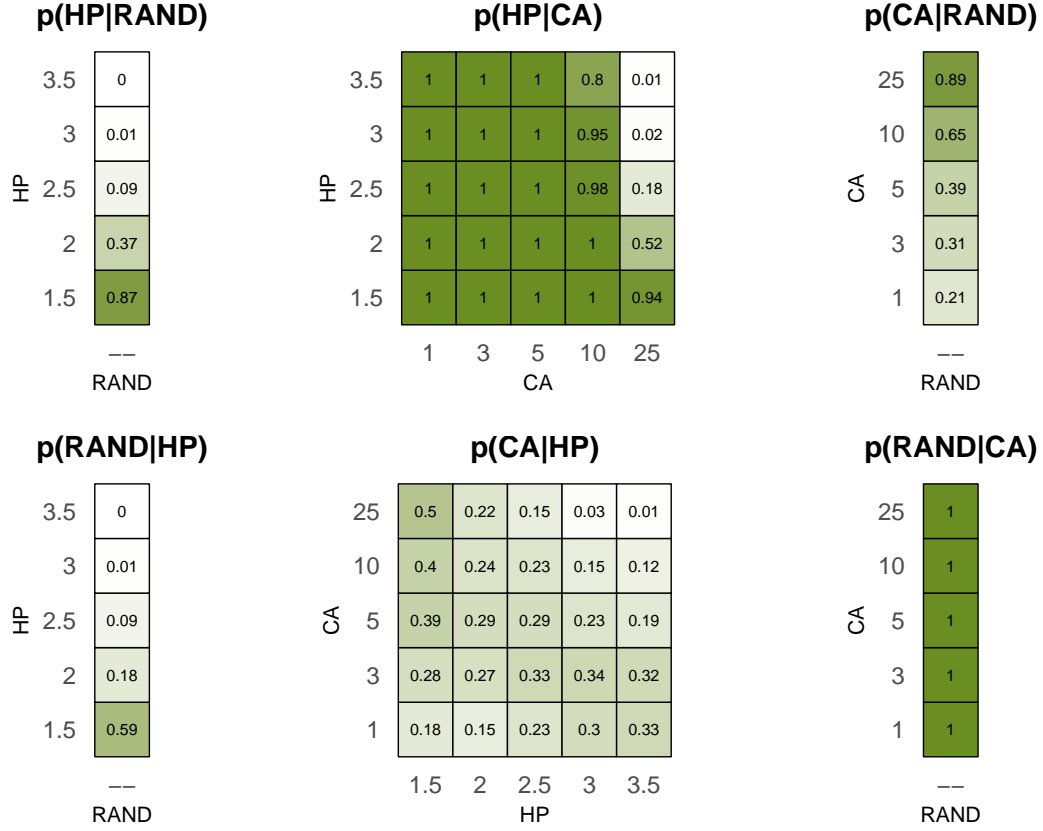 p(HP|RAND) p(HP|CA) p(CA|RAND)
3.5 0 3.5 1 1 1 0.8 0.01 25 0.89
3 0.01 3 1 1 1 0.95 0.02 10 0.65
HP 2.5 0.09 HP 2.5 1 1 1 0.98 0.18 CA 5 0.39
2 0.37 2 1 1 1 1 0.52 3 0.31
1.5 0.87 1.5 1 1 1 1 0.94 1 0.21
−− 1 3 5 10 25 −−
RAND CA RAND
p(RAND|HP) p(CA|HP) p(RAND|CA)
3.5 0 25 0.5 0.22 0.15 0.03 0.01 25 1
3 0.01 10 0.4 0.24 0.23 0.15 0.12 10 1
HP 2.5 0.09 CA 5 0.39 0.29 0.29 0.23 0.19 CA 5 1
2 0.18 3 0.28 0.27 0.33 0.34 0.32 3 1
1.5 0.59 1 0.18 0.15 0.23 0.3 0.33 1 1
−− 1.5 2 2.5 3 3.5 −−
RAND HP RAND